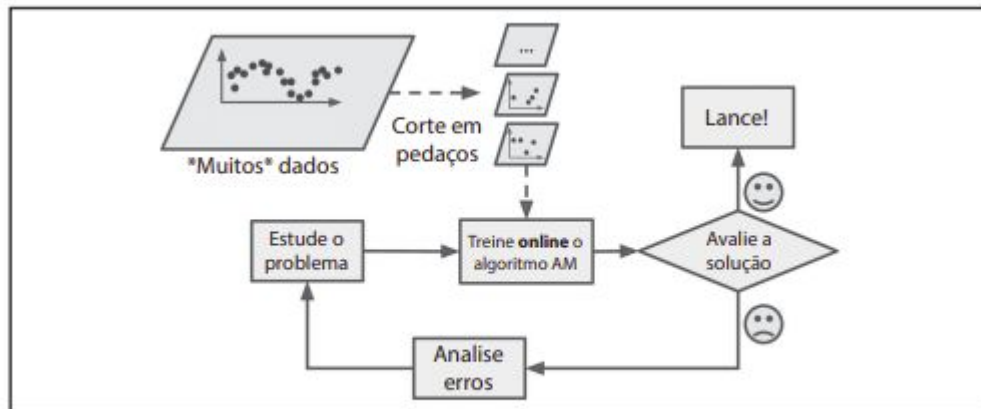 ...
Corte em
pedaços
*Muitos* dados
Lance!
Estude o
problema
Treine online o
algoritmo AM
Avalie a
solução
Analise
erros